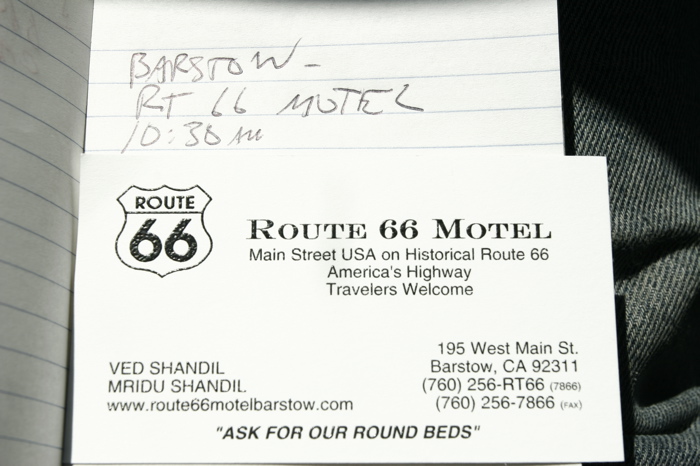 BARSTOW -
RT 66 MOTEL
10:30 AM
ROUTE
66
ROUTE 66 MOTEL
Main Street USA on Historical Route 66
America's Highway
Travelers Welcome
VED SHANDIL
MRIDU SHANDIL
www.route66motelbarstow.com
195 West Main St.
Barstow, CA 92311
(760) 256-RT66 (7866)
(760) 256-7866 (FAX)
"ASK FOR OUR ROUND BEDS"